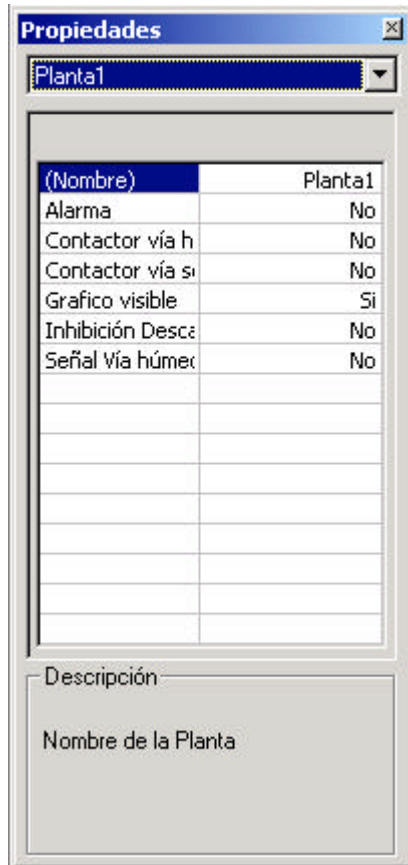 Propiedades
Planta1
(Nombre) Planta1
Alarma No
Contactor vía h No
Contactor vía s No
Grafico visible Si
Inhibición Desca No
Señal Vía húme No
Descripción
Nombre de la Planta